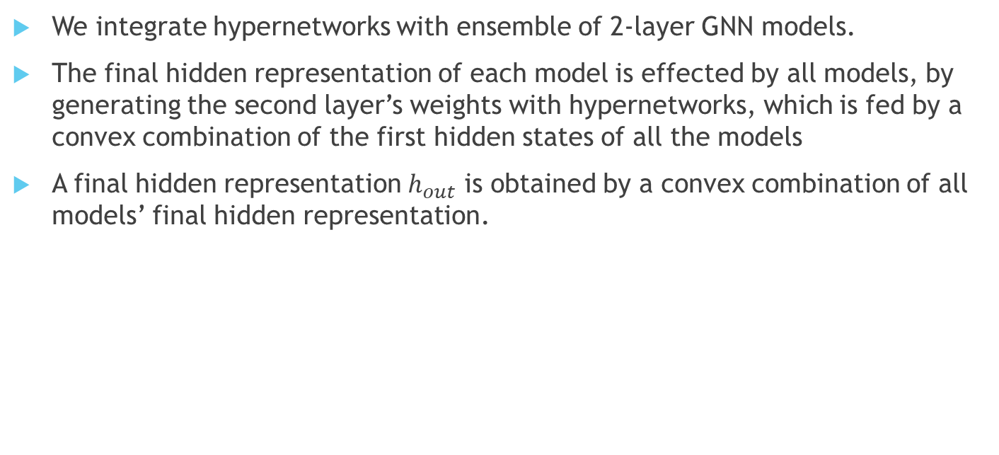 We integrate hypernetworks with ensemble of 2-layer GNN models.
The final hidden representation of each model is effected by all models, by
generating the second layer’s weights with hypernetworks, which is fed by a
convex combination of the first hidden states of all the models
A final hidden representation h_out is obtained by a convex combination of all
models’ final hidden representation.